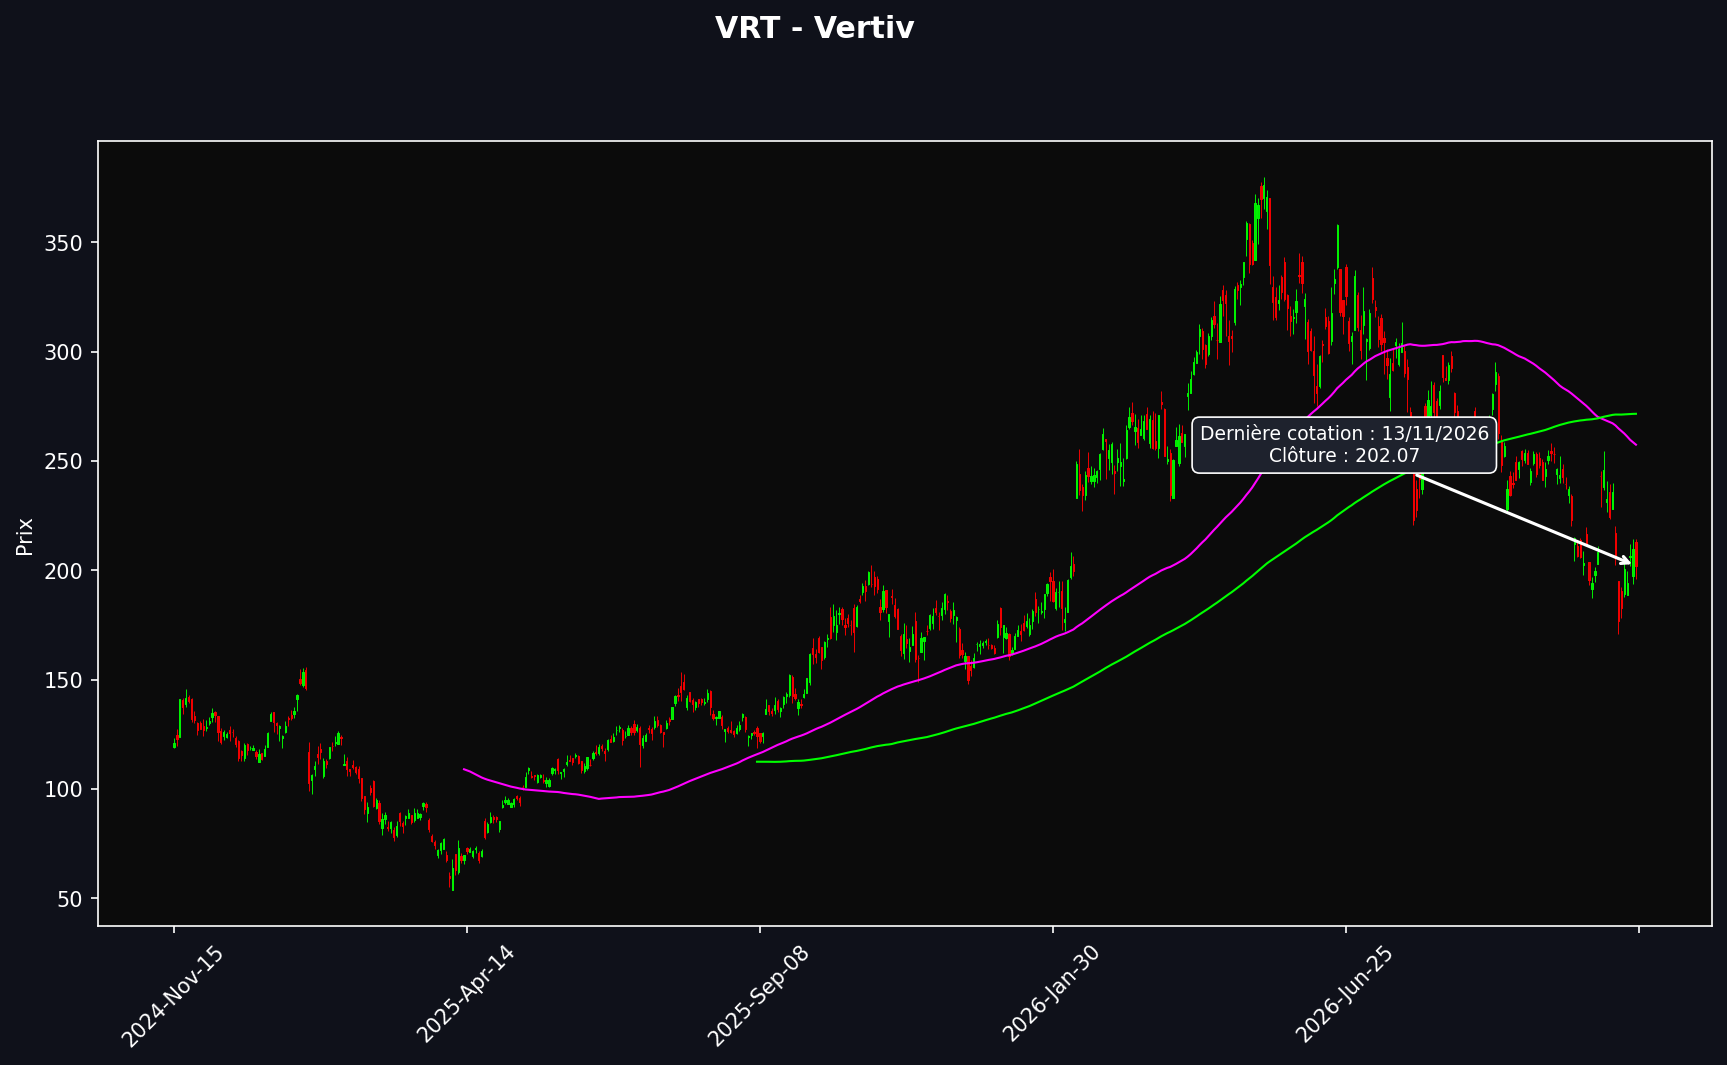 VRT - Vertiv
Prix
350
300
250
200
150
100
50
Dernière cotation : 13/11/2026
Clôture : 202.07
2024-Nov-15
2025-Apr-14
2025-Sep-08
2026-Jan-30
2026-Jun-25